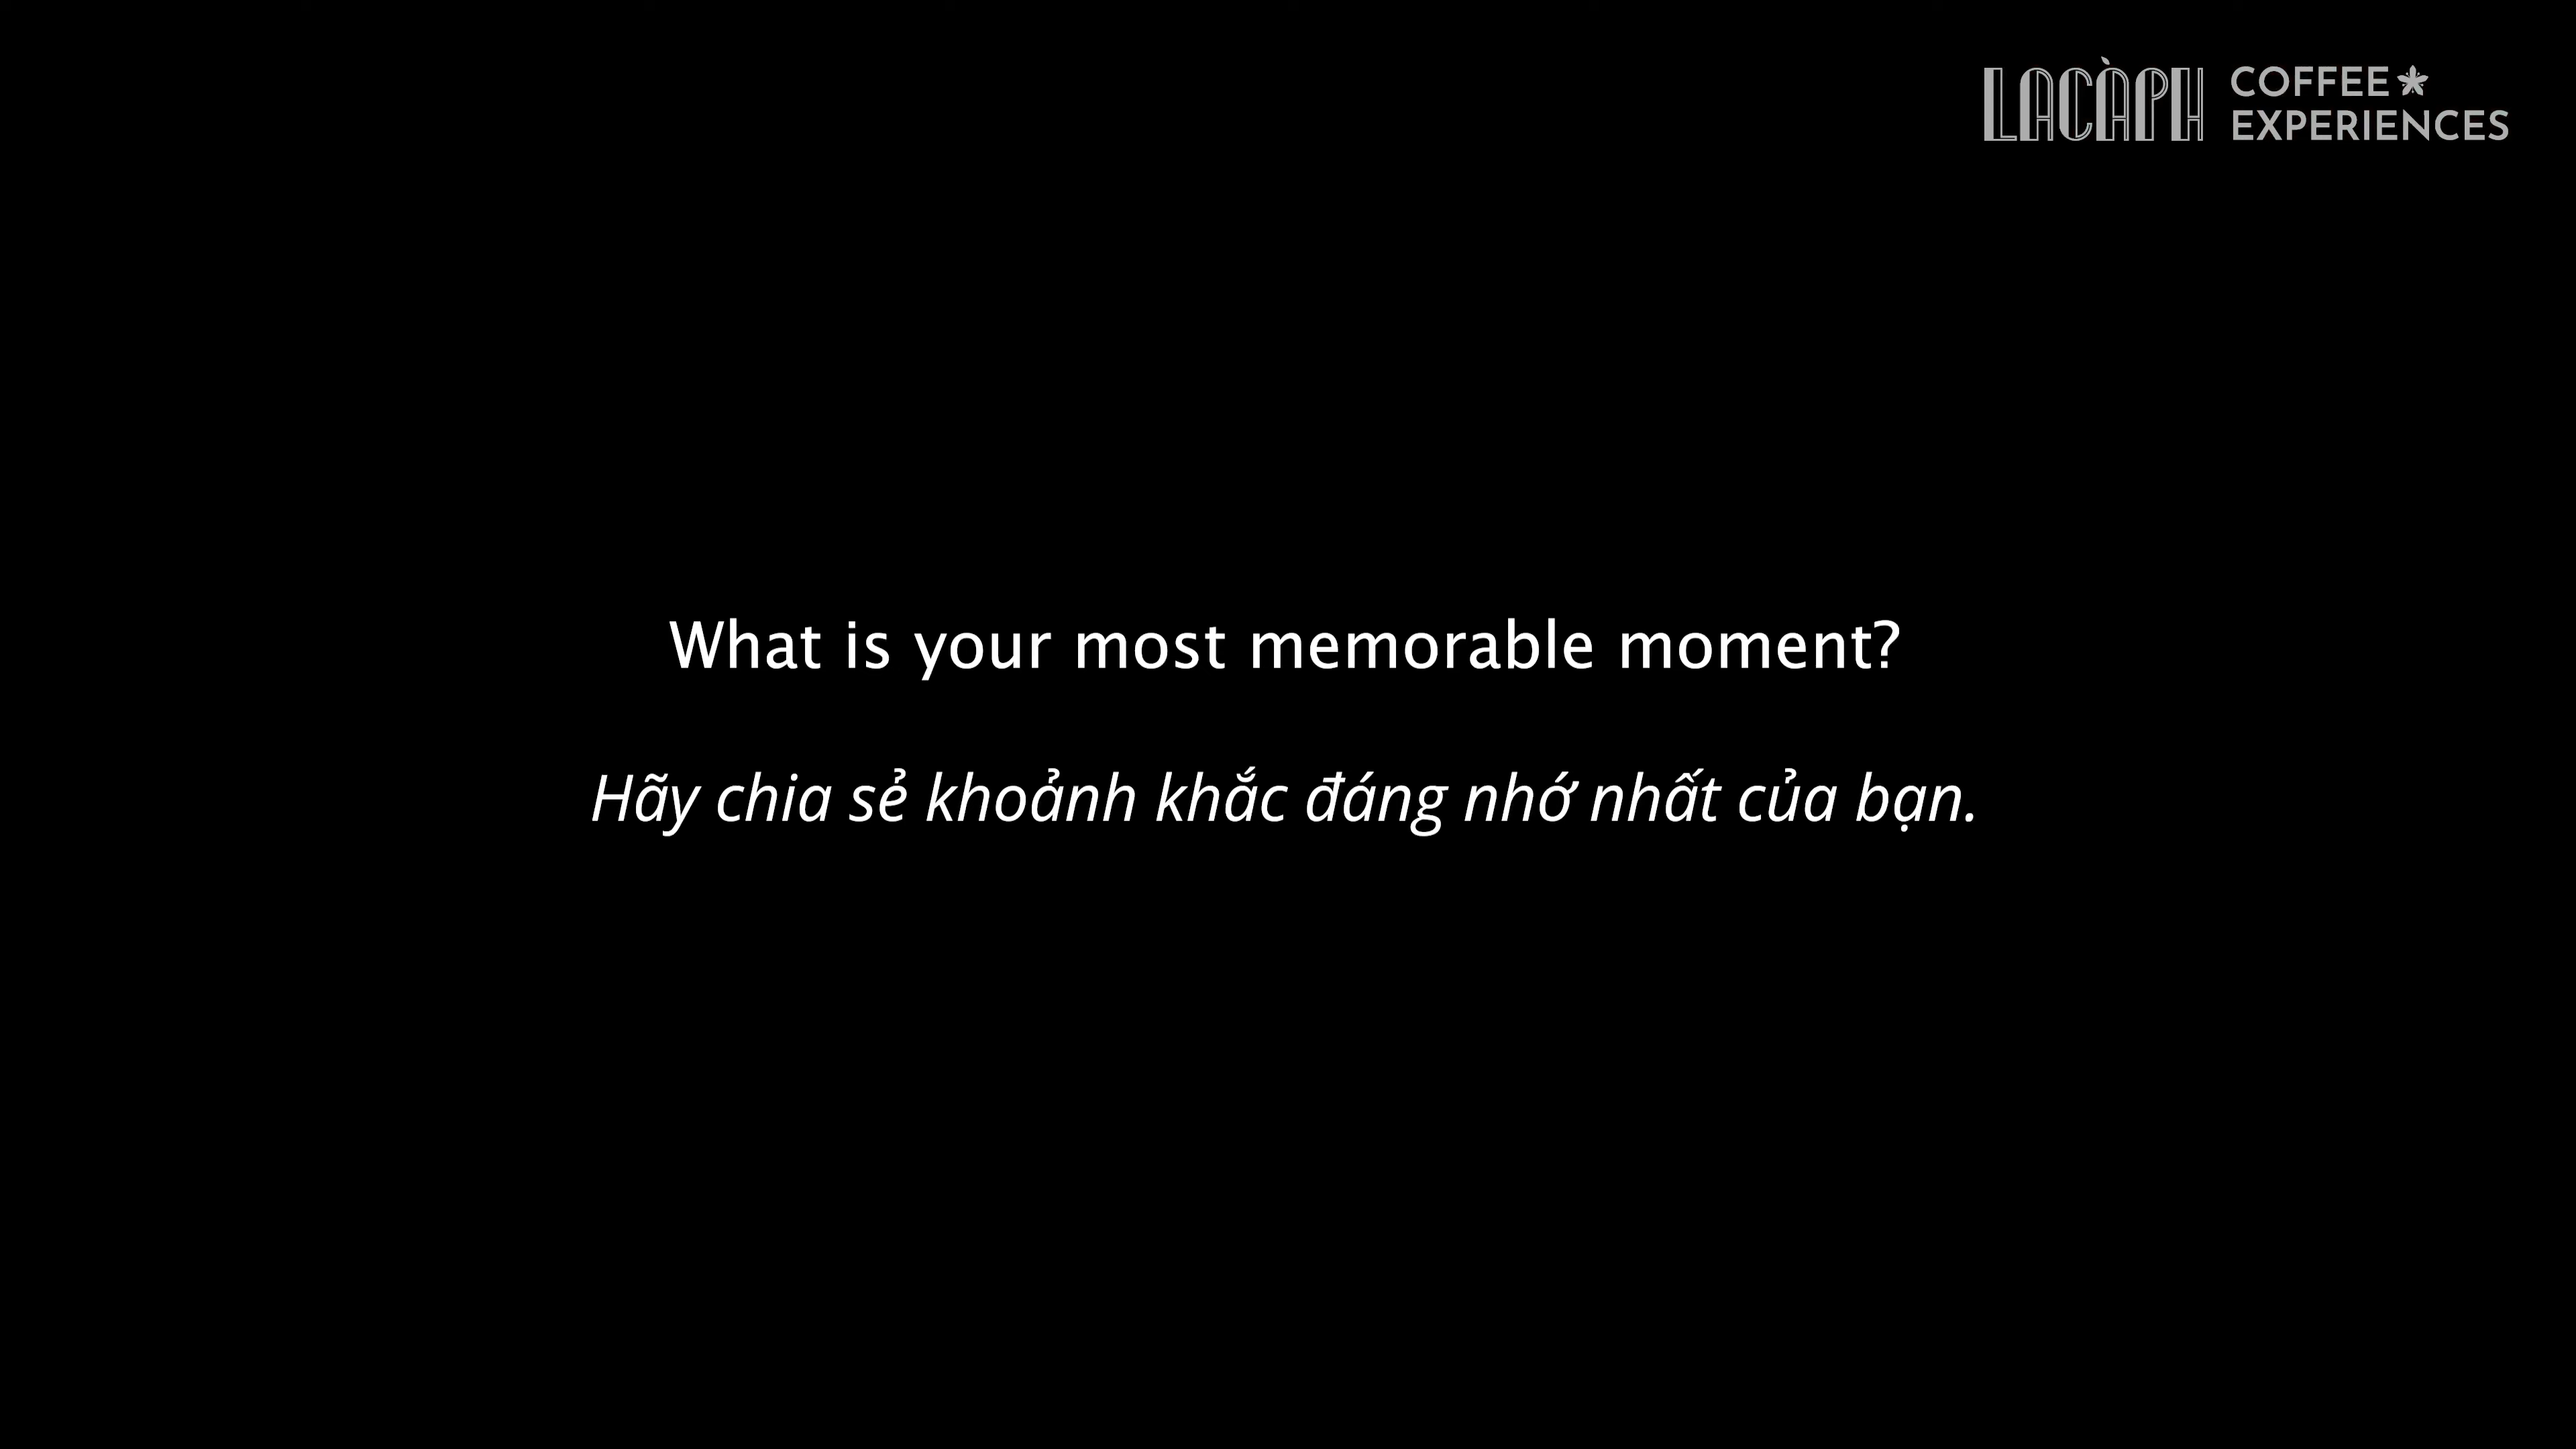 LACÀPH COFFEE
EXPERIENCES
What is your most memorable moment?
Hãy chia sẻ khoảnh khắc đáng nhớ nhất của bạn.